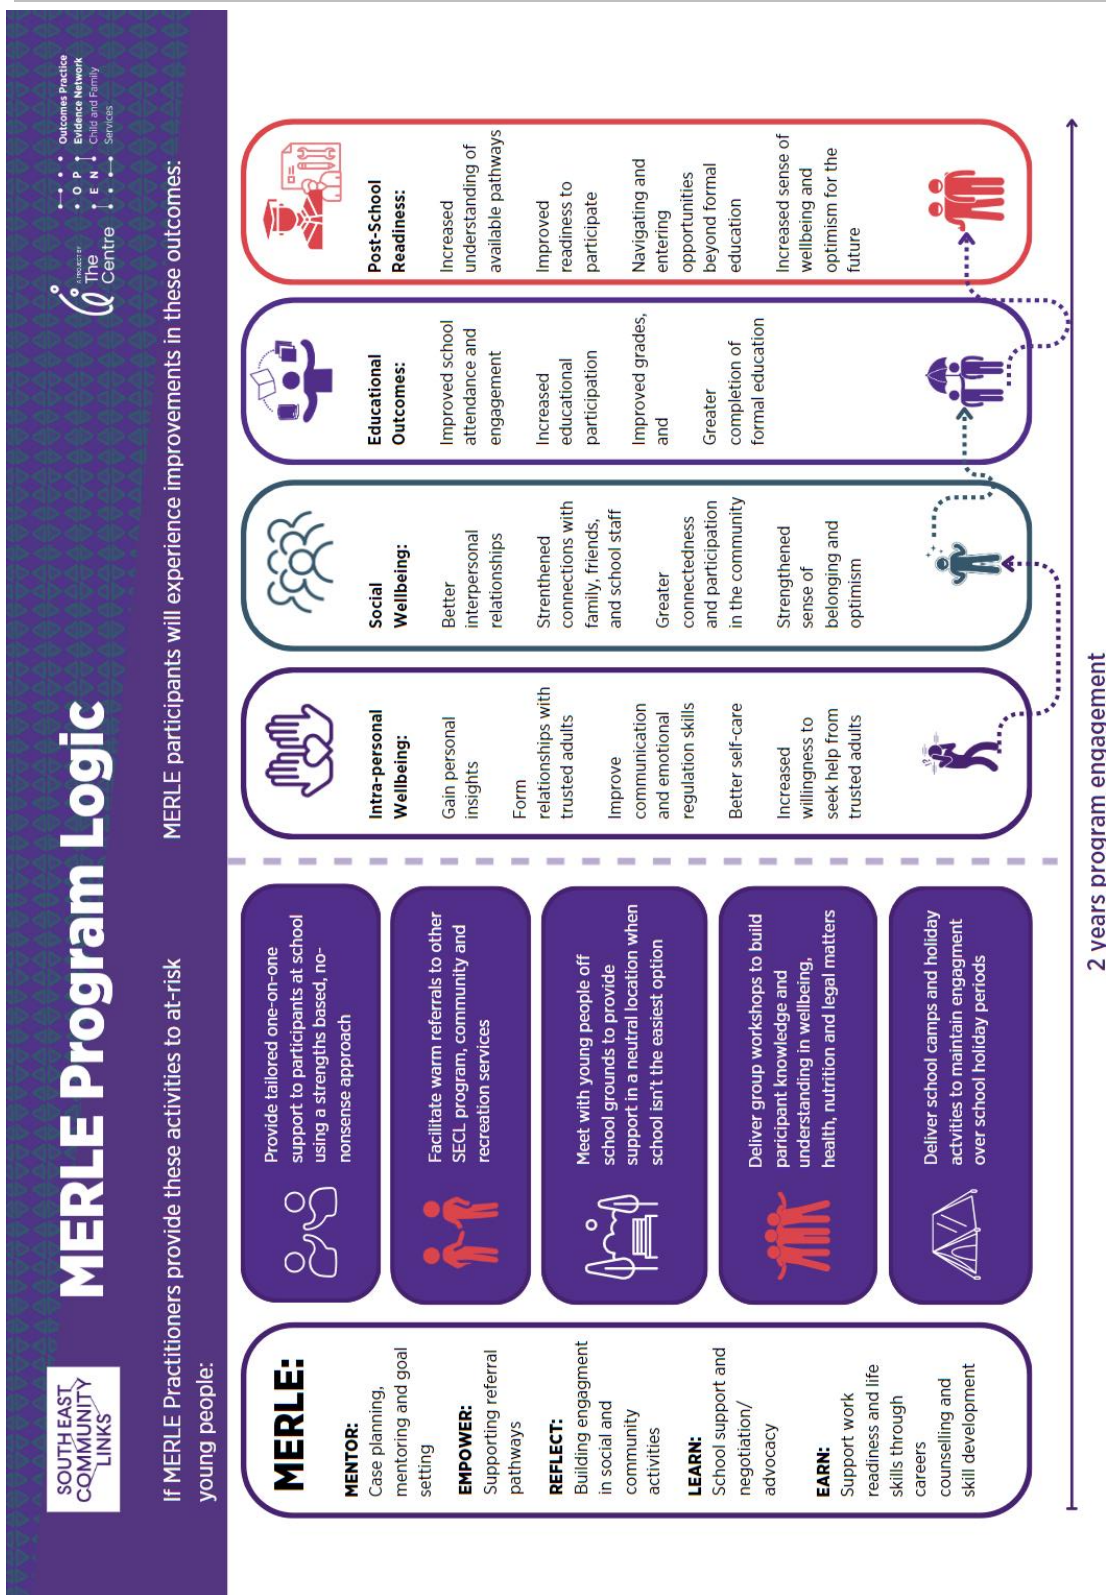 SOUTH EAST
COMMUNITY
LINKS
MERLE Program Logic
A PROJECT BY
The
Centre
OPEN
Outcomes Practice
Evidence Network
Child and Family
Services
If MERLE Practitioners provide these activities to at-risk
young people:
MERLE participants will experience improvements in these outcomes:
MERLE:
MENTOR:
Case planning,
mentoring and goal
setting
EMPOWER:
Supporting referral
pathways
REFLECT:
Building engagment
in social and
community
activities
LEARN:
School support and
negotiation/
advocacy
EARN:
Support work
readiness and life
skills through
careers
counselling and
skill development
Provide tailored one-on-one
support to participants at school
using a strengths based, no-
nonsense approach
Facilitate warm referrals to other
SECL program, community and
recreation services
Meet with young people off
school grounds to provide
support in a neutral location when
school isn't the easiest option
Deliver group workshops to build
paricipant knowledge and
understanding in wellbeing,
health, nutrition and legal matters
Deliver school camps and holiday
actvities to maintain engagment
over school holiday periods
Intra-personal
Wellbeing:
Gain personal
insights
Form
relationships with
trusted adults
Improve
communication
and emotional
regulation skills
Better self-care
Increased
willingness to
seek help from
trusted adults
Social
Wellbeing:
Better
interpersonal
relationships
Strenthened
connections with
family, friends,
and school staff
Greater
connectedness
and participation
in the community
Strengthened
sense of
belonging and
optimism
Educational
Outcomes:
Improved school
attendance and
engagement
Increased
educational
participation
Improved grades,
and
Greater
completion of
formal education
Post-School
Readiness:
Increased
understanding of
available pathways
Improved
readiness to
participate
Navigating and
entering
opportunities
beyond formal
education
Increased sense of
wellbeing and
optimism for the
future
2 years program engagement